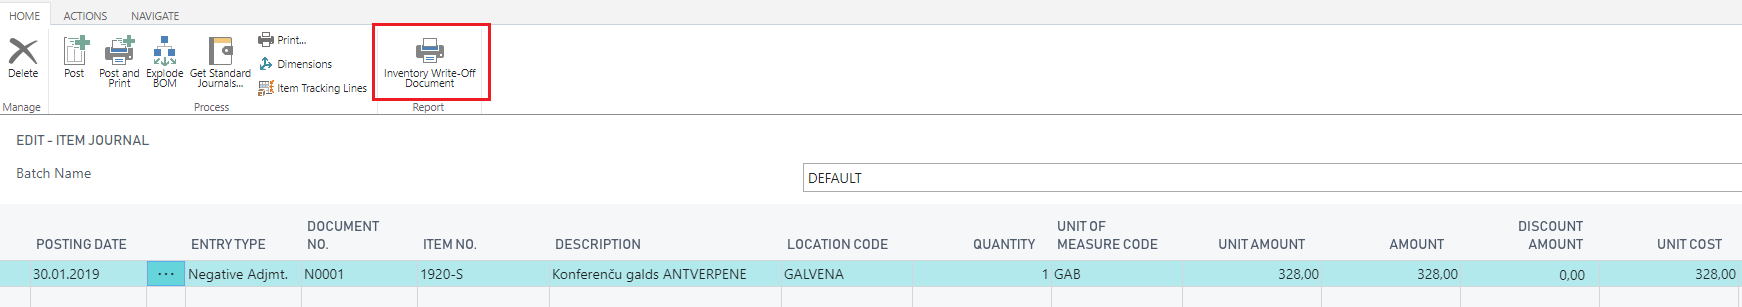 HOME ACTIONS NAVIGATE
Delete
Post
Post and
Print
Explode
BOM
Get Standard
Journals...
Print...
Dimensions
Item Tracking Lines
Inventory Write-Off
Document
Manage
Process
Report
EDIT - ITEM JOURNAL
Batch Name
DEFAULT
POSTING DATE
ENTRY TYPE
DOCUMENT
NO.
ITEM NO.
DESCRIPTION
LOCATION CODE
QUANTITY
UNIT OF
MEASURE CODE
UNIT AMOUNT
AMOUNT
DISCOUNT
AMOUNT
UNIT COST
30.01.2019 ... Negative Adjmt. N0001 1920-S Konferenču galds ANTVERPENE GALVENA 1 GAB 328,00 328,00 0,00 328,00